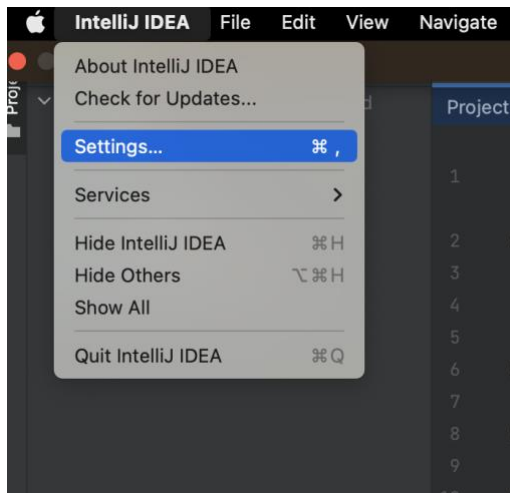 IntelliJ IDEA File Edit View Navigate
About IntelliJ IDEA
Check for Updates...
Project
Settings... ⌘ ,
1
Services
Hide IntelliJ IDEA ⌘ H
2
Hide Others ⌥ ⌘ H
3
Show All
4
5
Quit IntelliJ IDEA ⌘ Q
6
7
8
9